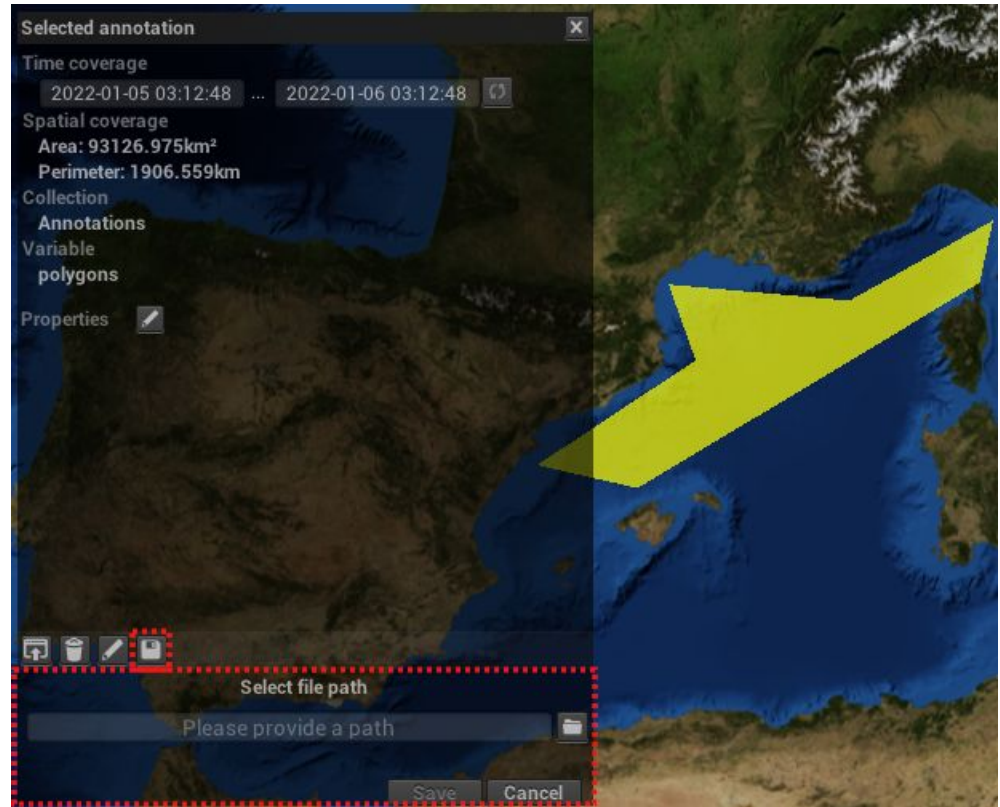 Selected annotation
Time coverage
2022-01-05 03:12:48 ... 2022-01-06 03:12:48
Spatial coverage
Area: 93126.975km²
Perimeter: 1906.559km
Collection
Annotations
Variable
polygons
Properties
Select file path
Please provide a path
Save Cancel